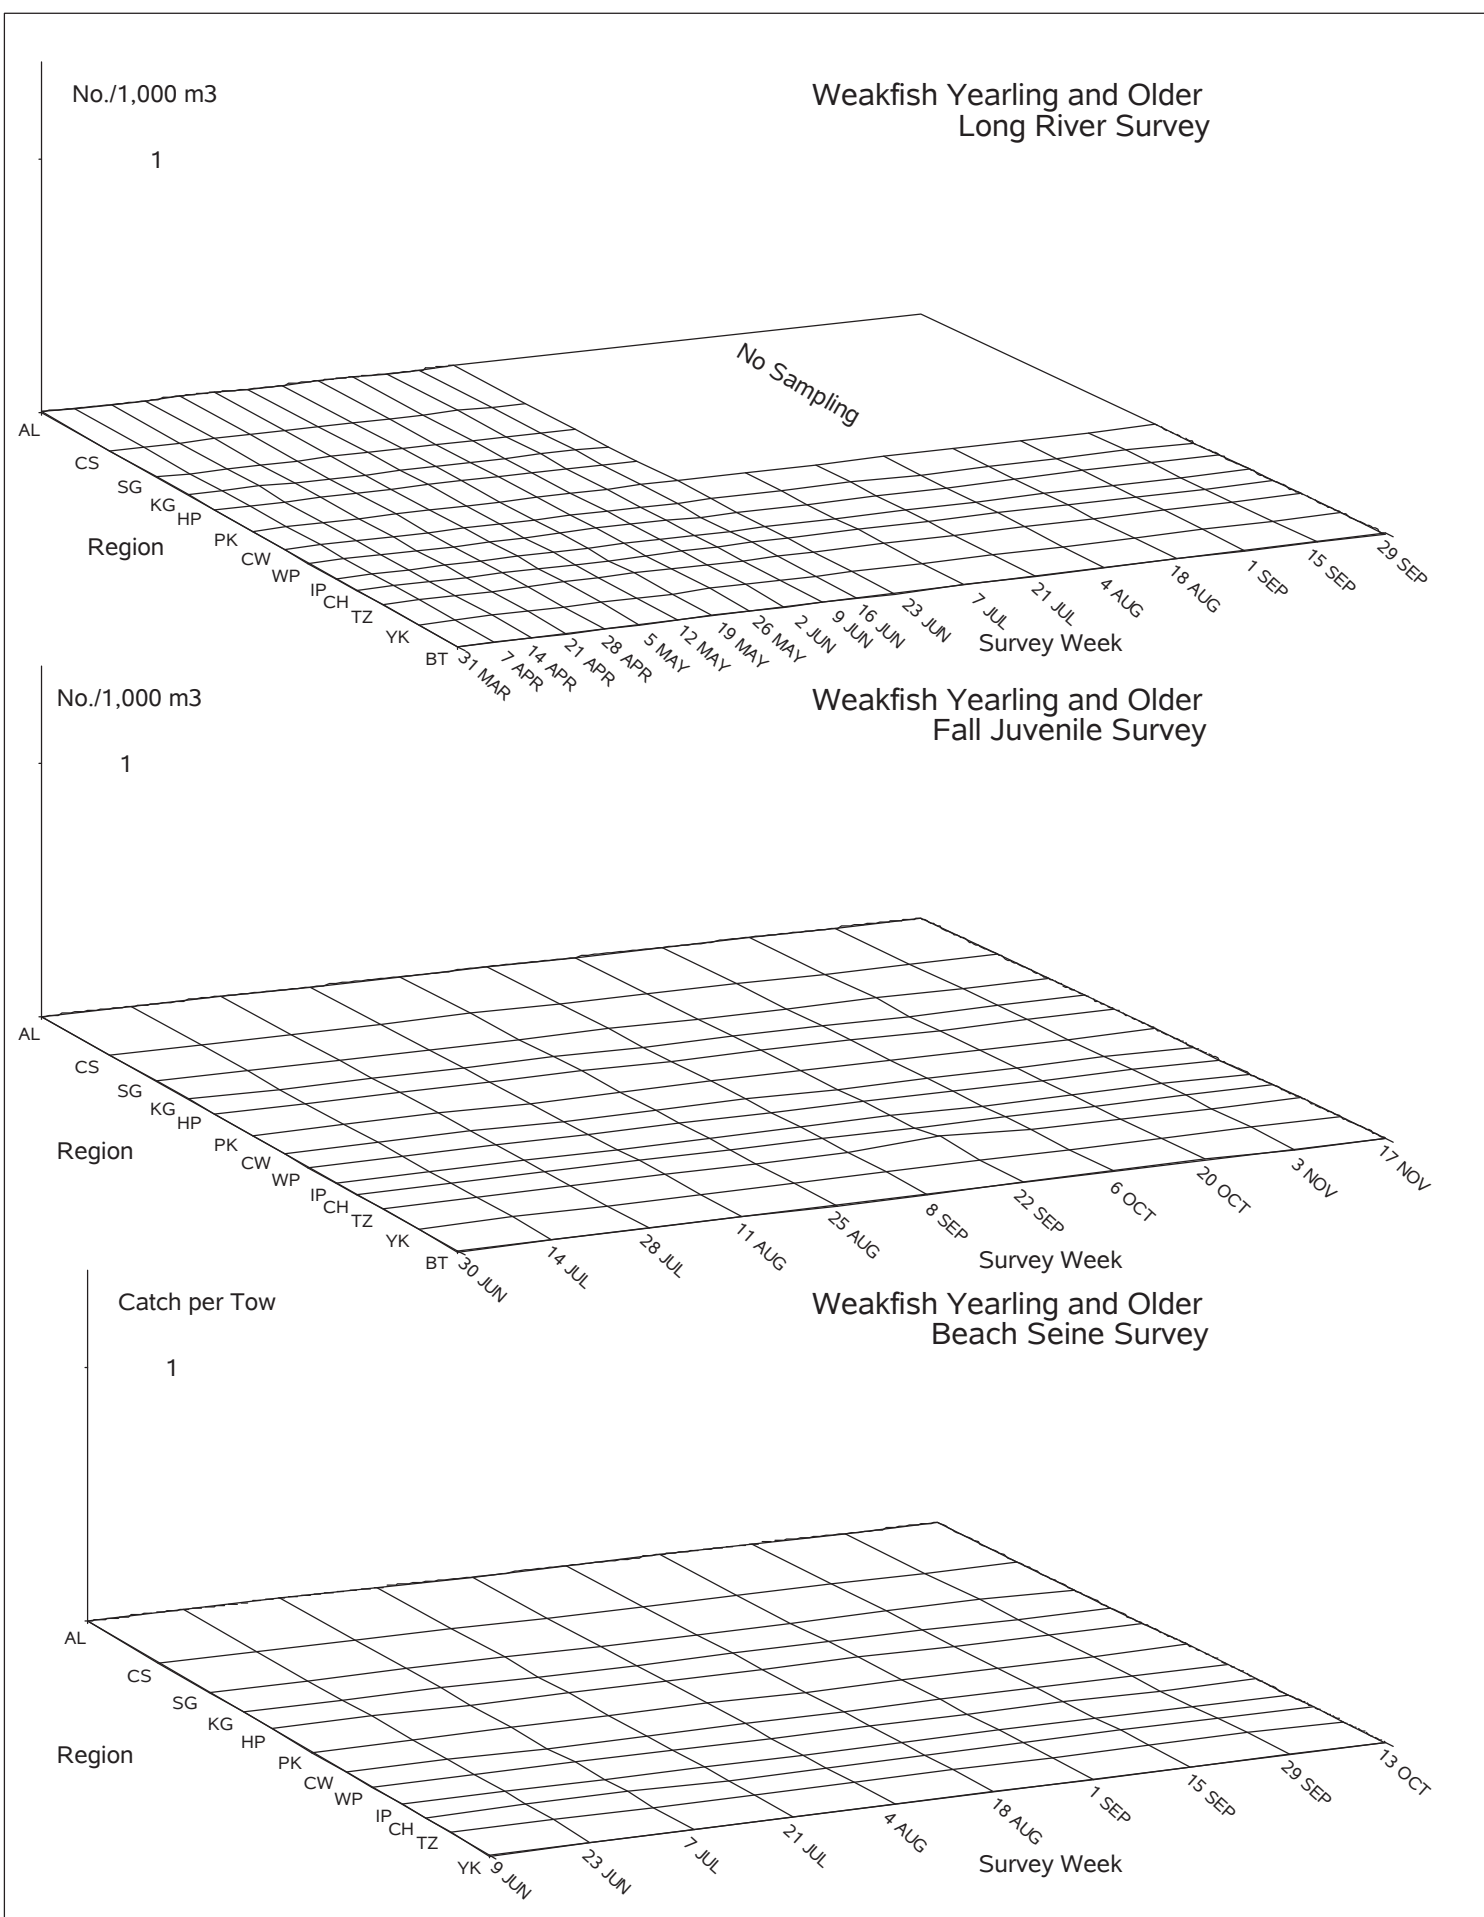 No./1,000 m3
Weakfish Yearling and Older
Long River Survey
1
No Sampling
AL
CS
SG
KG
HP
PK
CW
WP
IP
CH
TZ
YK
BT
Region
31 MAR
7 APR
14 APR
21 APR
28 APR
5 MAY
12 MAY
19 MAY
26 MAY
2 JUN
9 JUN
16 JUN
23 JUN
7 JUL
21 JUL
4 AUG
18 AUG
1 SEP
15 SEP
29 SEP
Survey Week
No./1,000 m3
Weakfish Yearling and Older
Fall Juvenile Survey
1
AL
CS
SG
KG
HP
PK
CW
WP
IP
CH
TZ
YK
BT
Region
30 JUN
14 JUL
28 JUL
11 AUG
25 AUG
8 SEP
22 SEP
6 OCT
20 OCT
3 NOV
17 NOV
Survey Week
Catch per Tow
Weakfish Yearling and Older
Beach Seine Survey
1
AL
CS
SG
KG
HP
PK
CW
WP
IP
CH
TZ
YK
Region
9 JUN
23 JUN
7 JUL
21 JUL
4 AUG
18 AUG
1 SEP
15 SEP
29 SEP
13 OCT
Survey Week